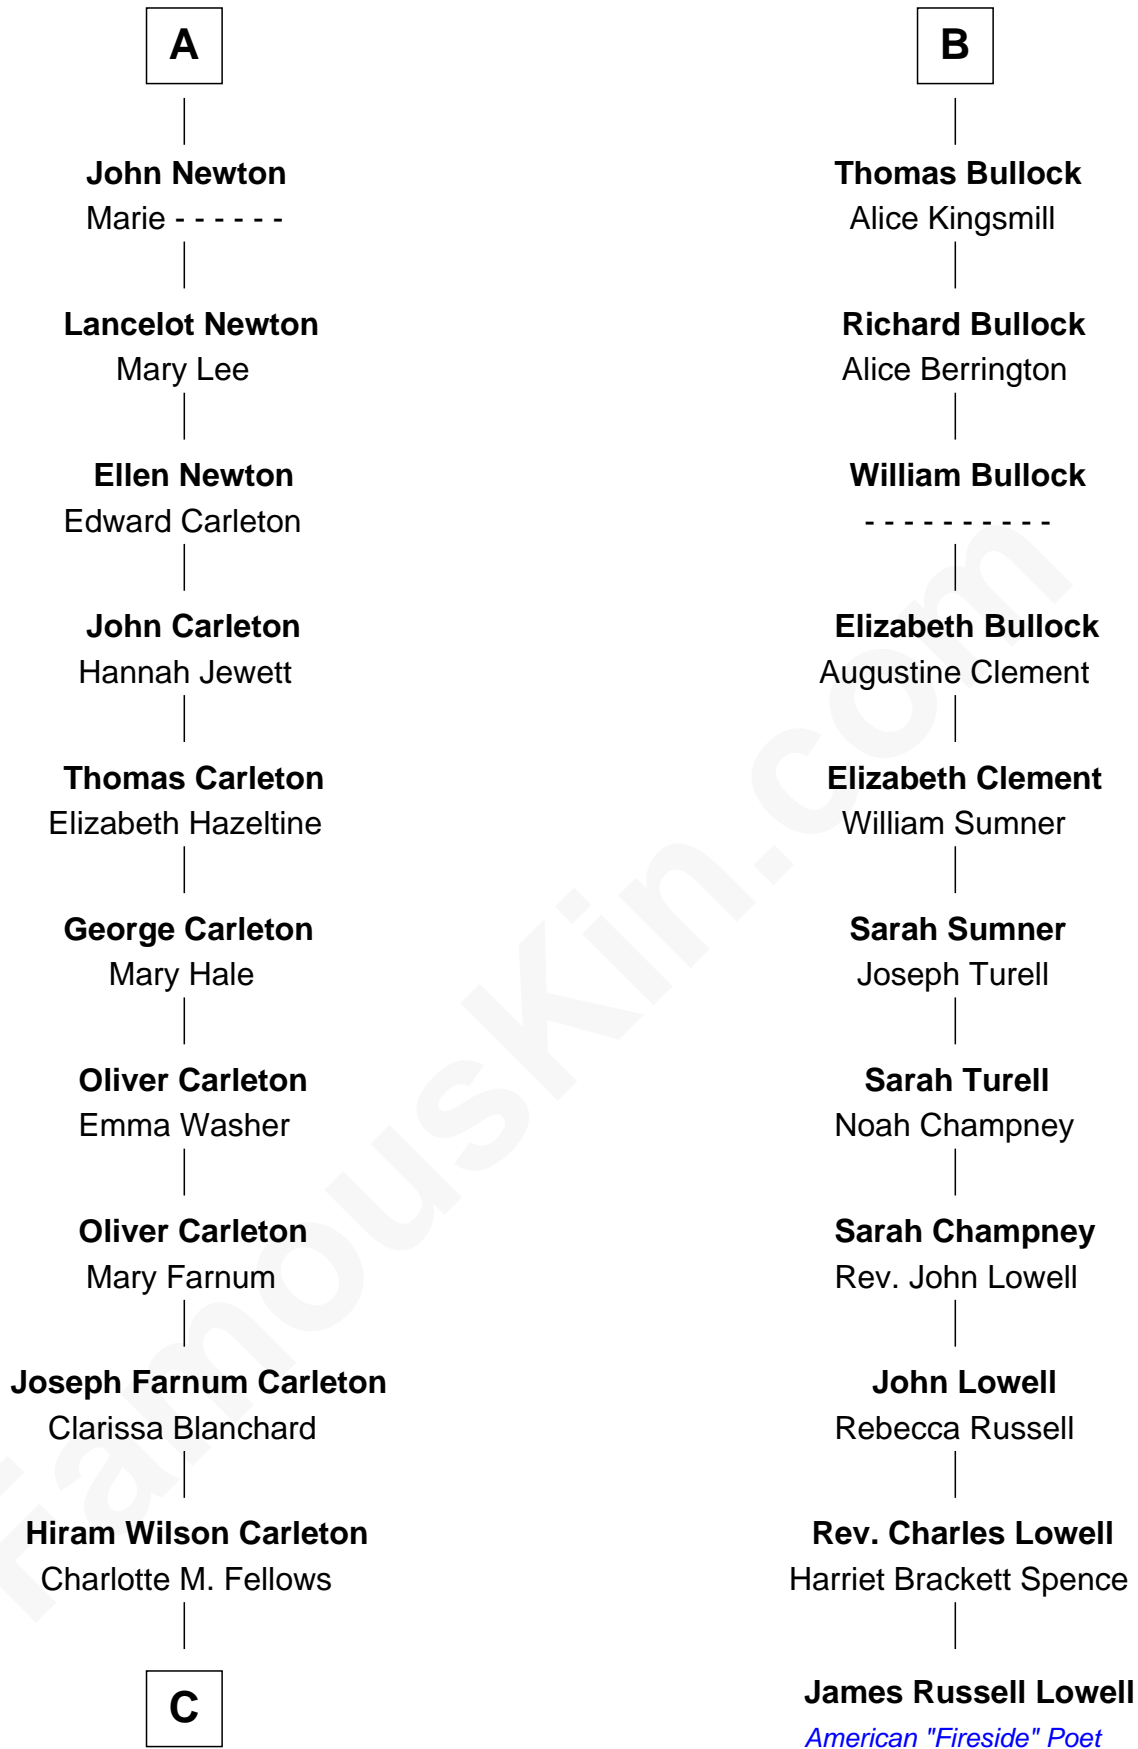 A
John Newton
Marie - - - - - -
Lancelot Newton
Mary Lee
Ellen Newton
Edward Carleton
John Carleton
Hannah Jewett
Thomas Carleton
Elizabeth Hazeltine
George Carleton
Mary Hale
Oliver Carleton
Emma Washer
Oliver Carleton
Mary Farnum
Joseph Farnum Carleton
Clarissa Blanchard
Hiram Wilson Carleton
Charlotte M. Fellows
C
B
Thomas Bullock
Alice Kingsmill
Richard Bullock
Alice Berrington
William Bullock
- - - - - - - - - -
Elizabeth Bullock
Augustine Clement
Elizabeth Clement
William Sumner
Sarah Sumner
Joseph Turell
Sarah Turell
Noah Champney
Sarah Champney
Rev. John Lowell
John Lowell
Rebecca Russell
Rev. Charles Lowell
Harriet Brackett Spence
James Russell Lowell
American "Fireside" Poet
FamousKin.com